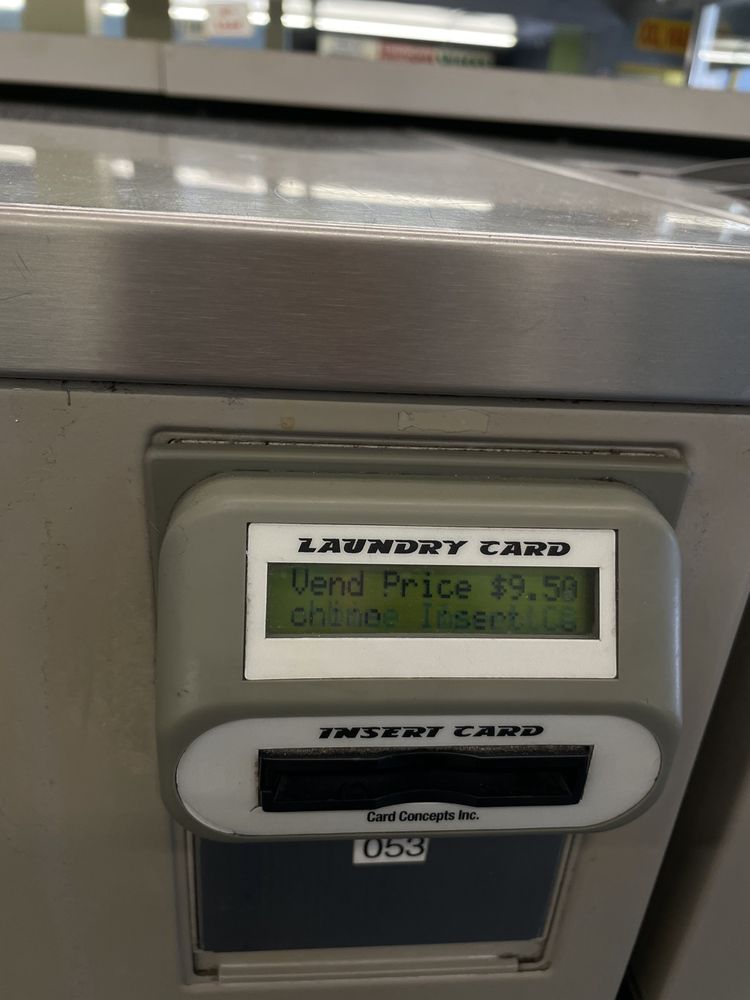 LAUNDRY CARD
Vend Price $9.50
INSERT CARD
Card Concepts Inc.
053